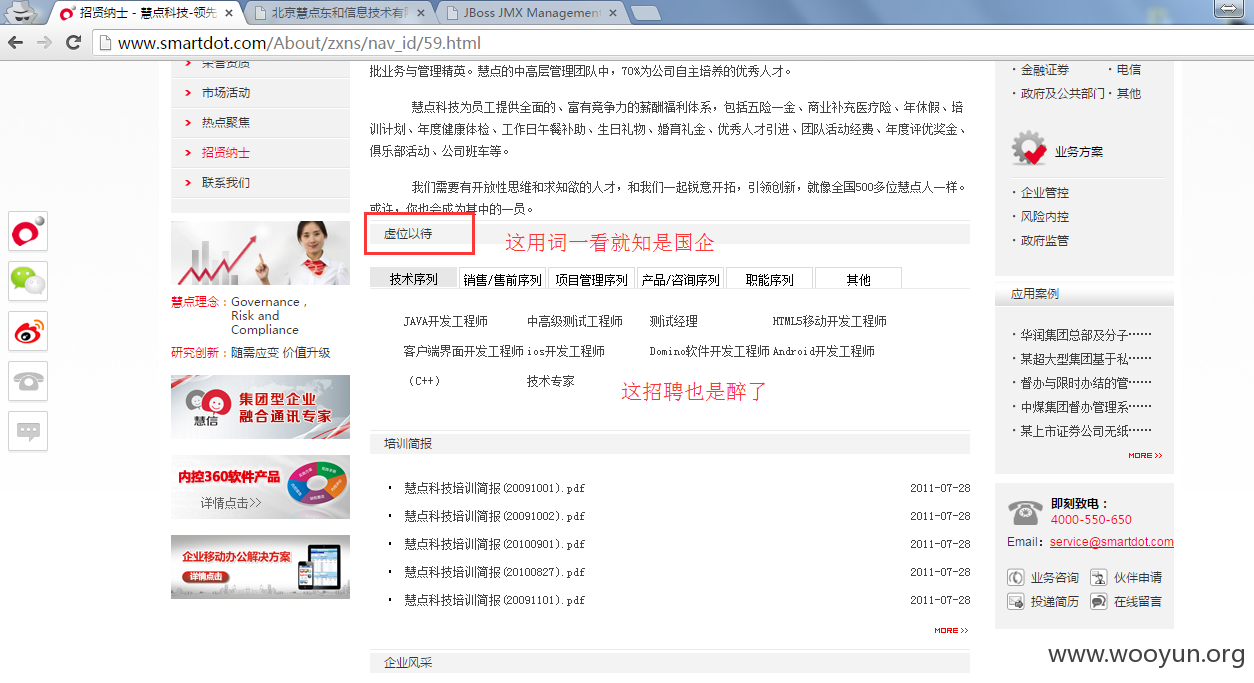 招贤纳士 - 慧点科技-领先
北京慧点东和信息技术有
JBoss JMX Management
www.smartdot.com/About/zxns/nav_id/59.html
荣誉资质
市场活动
热点聚焦
招贤纳士
联系我们
慧点理念：Governance ,
Risk and
Compliance
研究创新：随需应变 价值升级
慧信
集团型企业
融合通讯专家
内控360软件产品
详情点击>>
企业移动办公解决方案
详情点击
批业务与管理精英。慧点的中高层管理团队中，70%为公司自主培养的优秀人才。
慧点科技为员工提供全面的、富有竞争力的薪酬福利体系，包括五险一金、商业补充医疗险、年休假、培
训计划、年度健康体检、工作日午餐补助、生日礼物、婚育礼金、优秀人才引进、团队活动经费、年度评优奖金、
俱乐部活动、公司班车等。
我们需要有开放性思维和求知欲的人才，和我们一起锐意开拓，引领创新，就像全国500多位慧点人一样。
或许，你也会成为其中的一员。
虚位以待
这用词一看就知是国企
技术序列 销售/售前序列 项目管理序列 产品/咨询序列 职能序列 其他
JAVA开发工程师 中高级测试工程师 测试经理 HTML5移动开发工程师
客户端界面开发工程师 ios开发工程师 Domino软件开发工程师 Android开发工程师
（C++） 技术专家
这招聘也是醉了
培训简报
· 慧点科技培训简报(20091001).pdf 2011-07-28
· 慧点科技培训简报(20091002).pdf 2011-07-28
· 慧点科技培训简报(20100901).pdf 2011-07-28
· 慧点科技培训简报(20100827).pdf 2011-07-28
· 慧点科技培训简报(20091101).pdf 2011-07-28
MORE >>
企业风采
· 金融证券 · 电信
· 政府及公共部门 · 其他
业务方案
· 企业管控
· 风险内控
· 政府监管
应用案例
· 华润集团总部及分子······
· 某超大型集团基于私······
· 督办与限时办结的管······
· 中煤集团督办管理系······
· 某上市证券公司无纸······
MORE >>
即刻致电：
4000-550-650
Email：service@smartdot.com
业务咨询 伙伴申请
投递简历 在线留言
www.wooyun.org